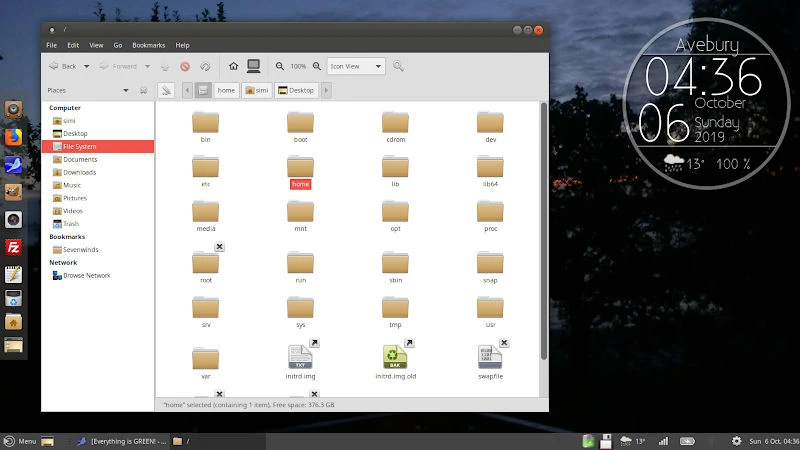 /
File Edit View Go Bookmarks Help
Back Forward 100% Icon View
Places home simi Desktop
Computer
simi
Desktop
File System
Documents
Downloads
Music
Pictures
Videos
Trash
Bookmarks
Sevenwinds
Network
Browse Network
bin boot cdrom dev
etc home lib lib64
media mnt opt proc
root run sbin snap
srv sys tmp usr
TXT BAK
var initrd.img initrd.img.old swapfile
"home" selected (containing 1 item), Free space: 376.3 GB
Avebury
04:36
06 October
Sunday
2019
13° 100 %
Fz
Menu [Everything is GREEN! - ... / 13° Sun 6 Oct, 04:36